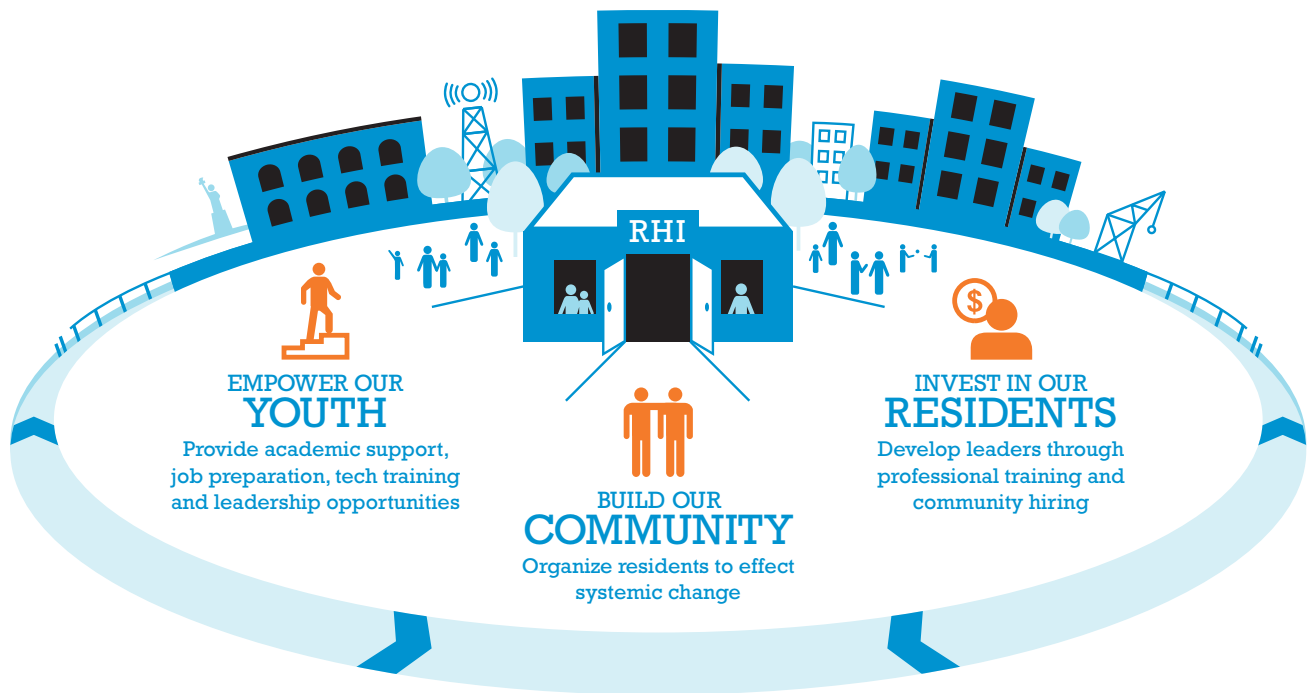 RHI
$
EMPOWER OUR
YOUTH
Provide academic support,
job preparation, tech training
and leadership opportunities
BUILD OUR
COMMUNITY
Organize residents to effect
systemic change
INVEST IN OUR
RESIDENTS
Develop leaders through
professional training and
community hiring